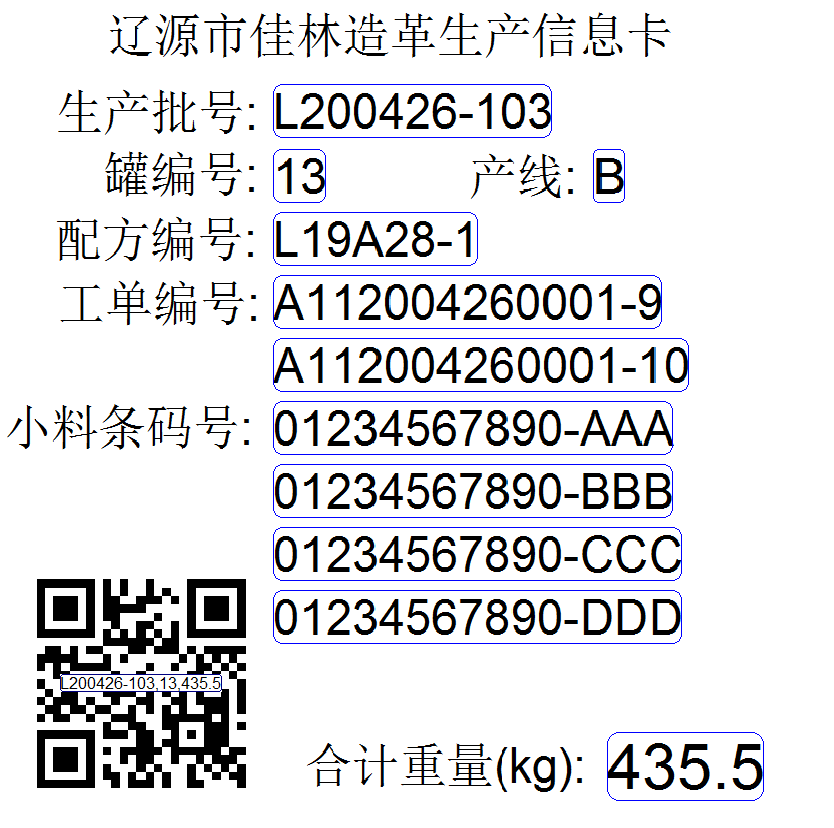 辽源市佳林造革生产信息卡
生产批号: L200426-103
罐编号: 13 产线: B
配方编号: L19A28-1
工单编号: A112004260001-9
A112004260001-10
小料条码号: 01234567890-AAA
01234567890-BBB
01234567890-CCC
01234567890-DDD
L200426-103,13,435.5
合计重量(kg): 435.5